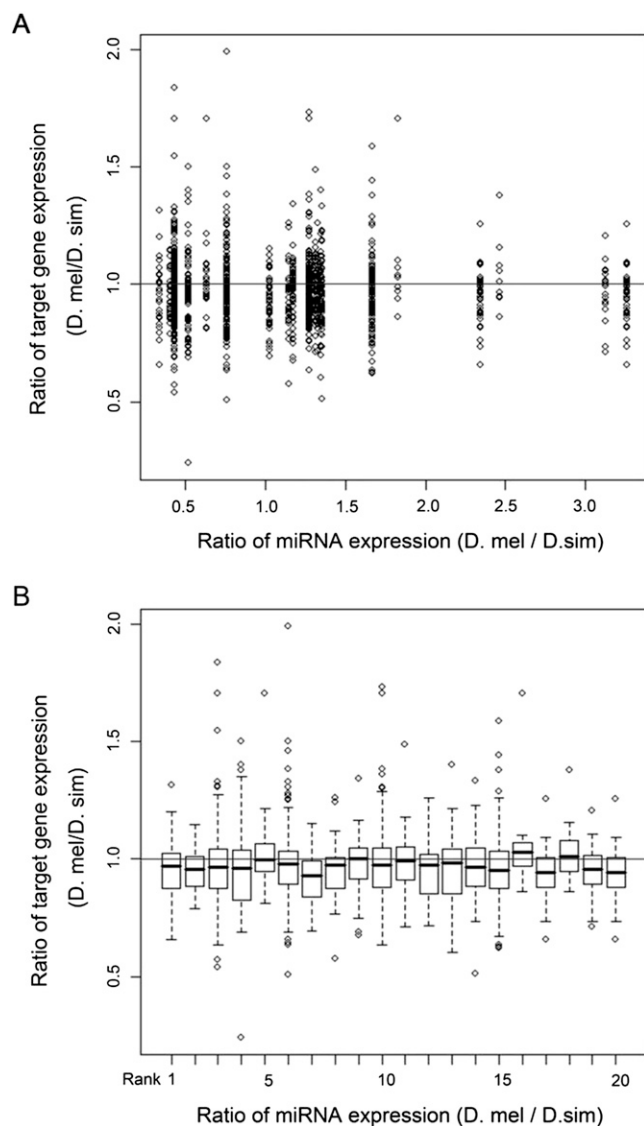 A
Ratio of target gene expression
(D. mel/D. sim)
2.0
1.5
1.0
0.5
0.5 1.0 1.5 2.0 2.5 3.0
Ratio of miRNA expression (D. mel / D.sim)
B
Ratio of target gene expression
(D. mel/D. sim)
2.0
1.5
1.0
0.5
Rank 1 5 10 15 20
Ratio of miRNA expression (D. mel / D.sim)